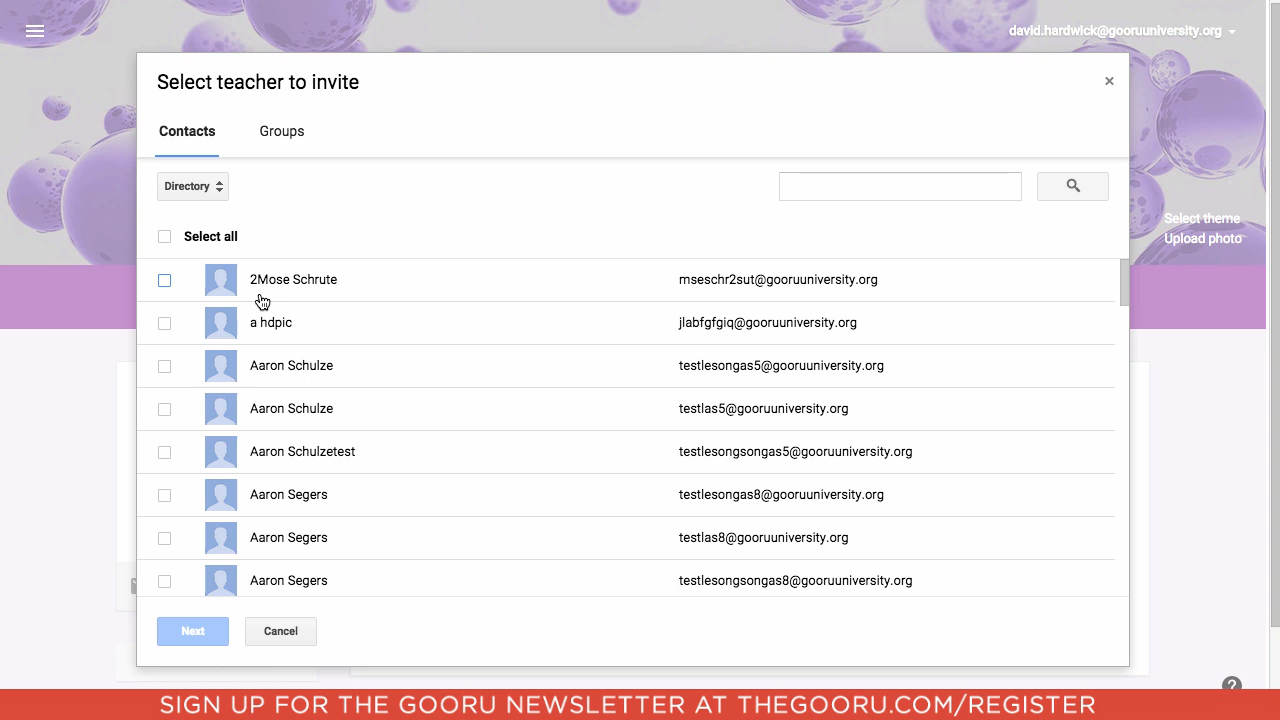 david.hardwick@gooruuniversity.org
Select teacher to invite
×
Contacts
Groups
Directory
Select theme
Upload photo
Select all
2Mose Schrute mseschr2sut@gooruuniversity.org
a hdpic jlabfgfgiq@gooruuniversity.org
Aaron Schulze testlesongas5@gooruuniversity.org
Aaron Schulze testlas5@gooruuniversity.org
Aaron Schulzetest testlesongsongas5@gooruuniversity.org
Aaron Segers testlesongas8@gooruuniversity.org
Aaron Segers testlas8@gooruuniversity.org
Aaron Segers testlesongsongas8@gooruuniversity.org
Next
Cancel
?
SIGN UP FOR THE GOORU NEWSLETTER AT THEGOORU.COM/REGISTER